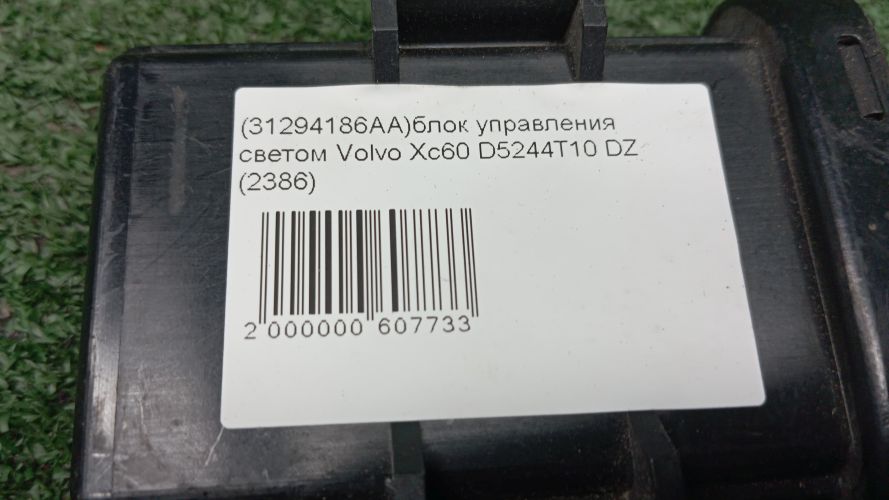 (31294186AA)блок управления
светом Volvo Xc60 D5244T10 DZ
(2386)
2 000000 607733